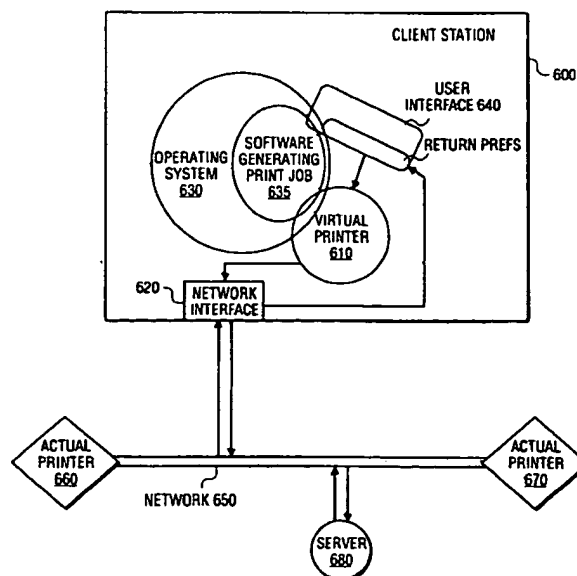 CLIENT STATION
600
USER
INTERFACE 640
RETURN PREFS
OPERATING
SYSTEM
630
SOFTWARE
GENERATING
PRINT JOB
635
VIRTUAL
PRINTER
610
620
NETWORK
INTERFACE
ACTUAL
PRINTER
660
NETWORK 650
ACTUAL
PRINTER
670
SERVER
680